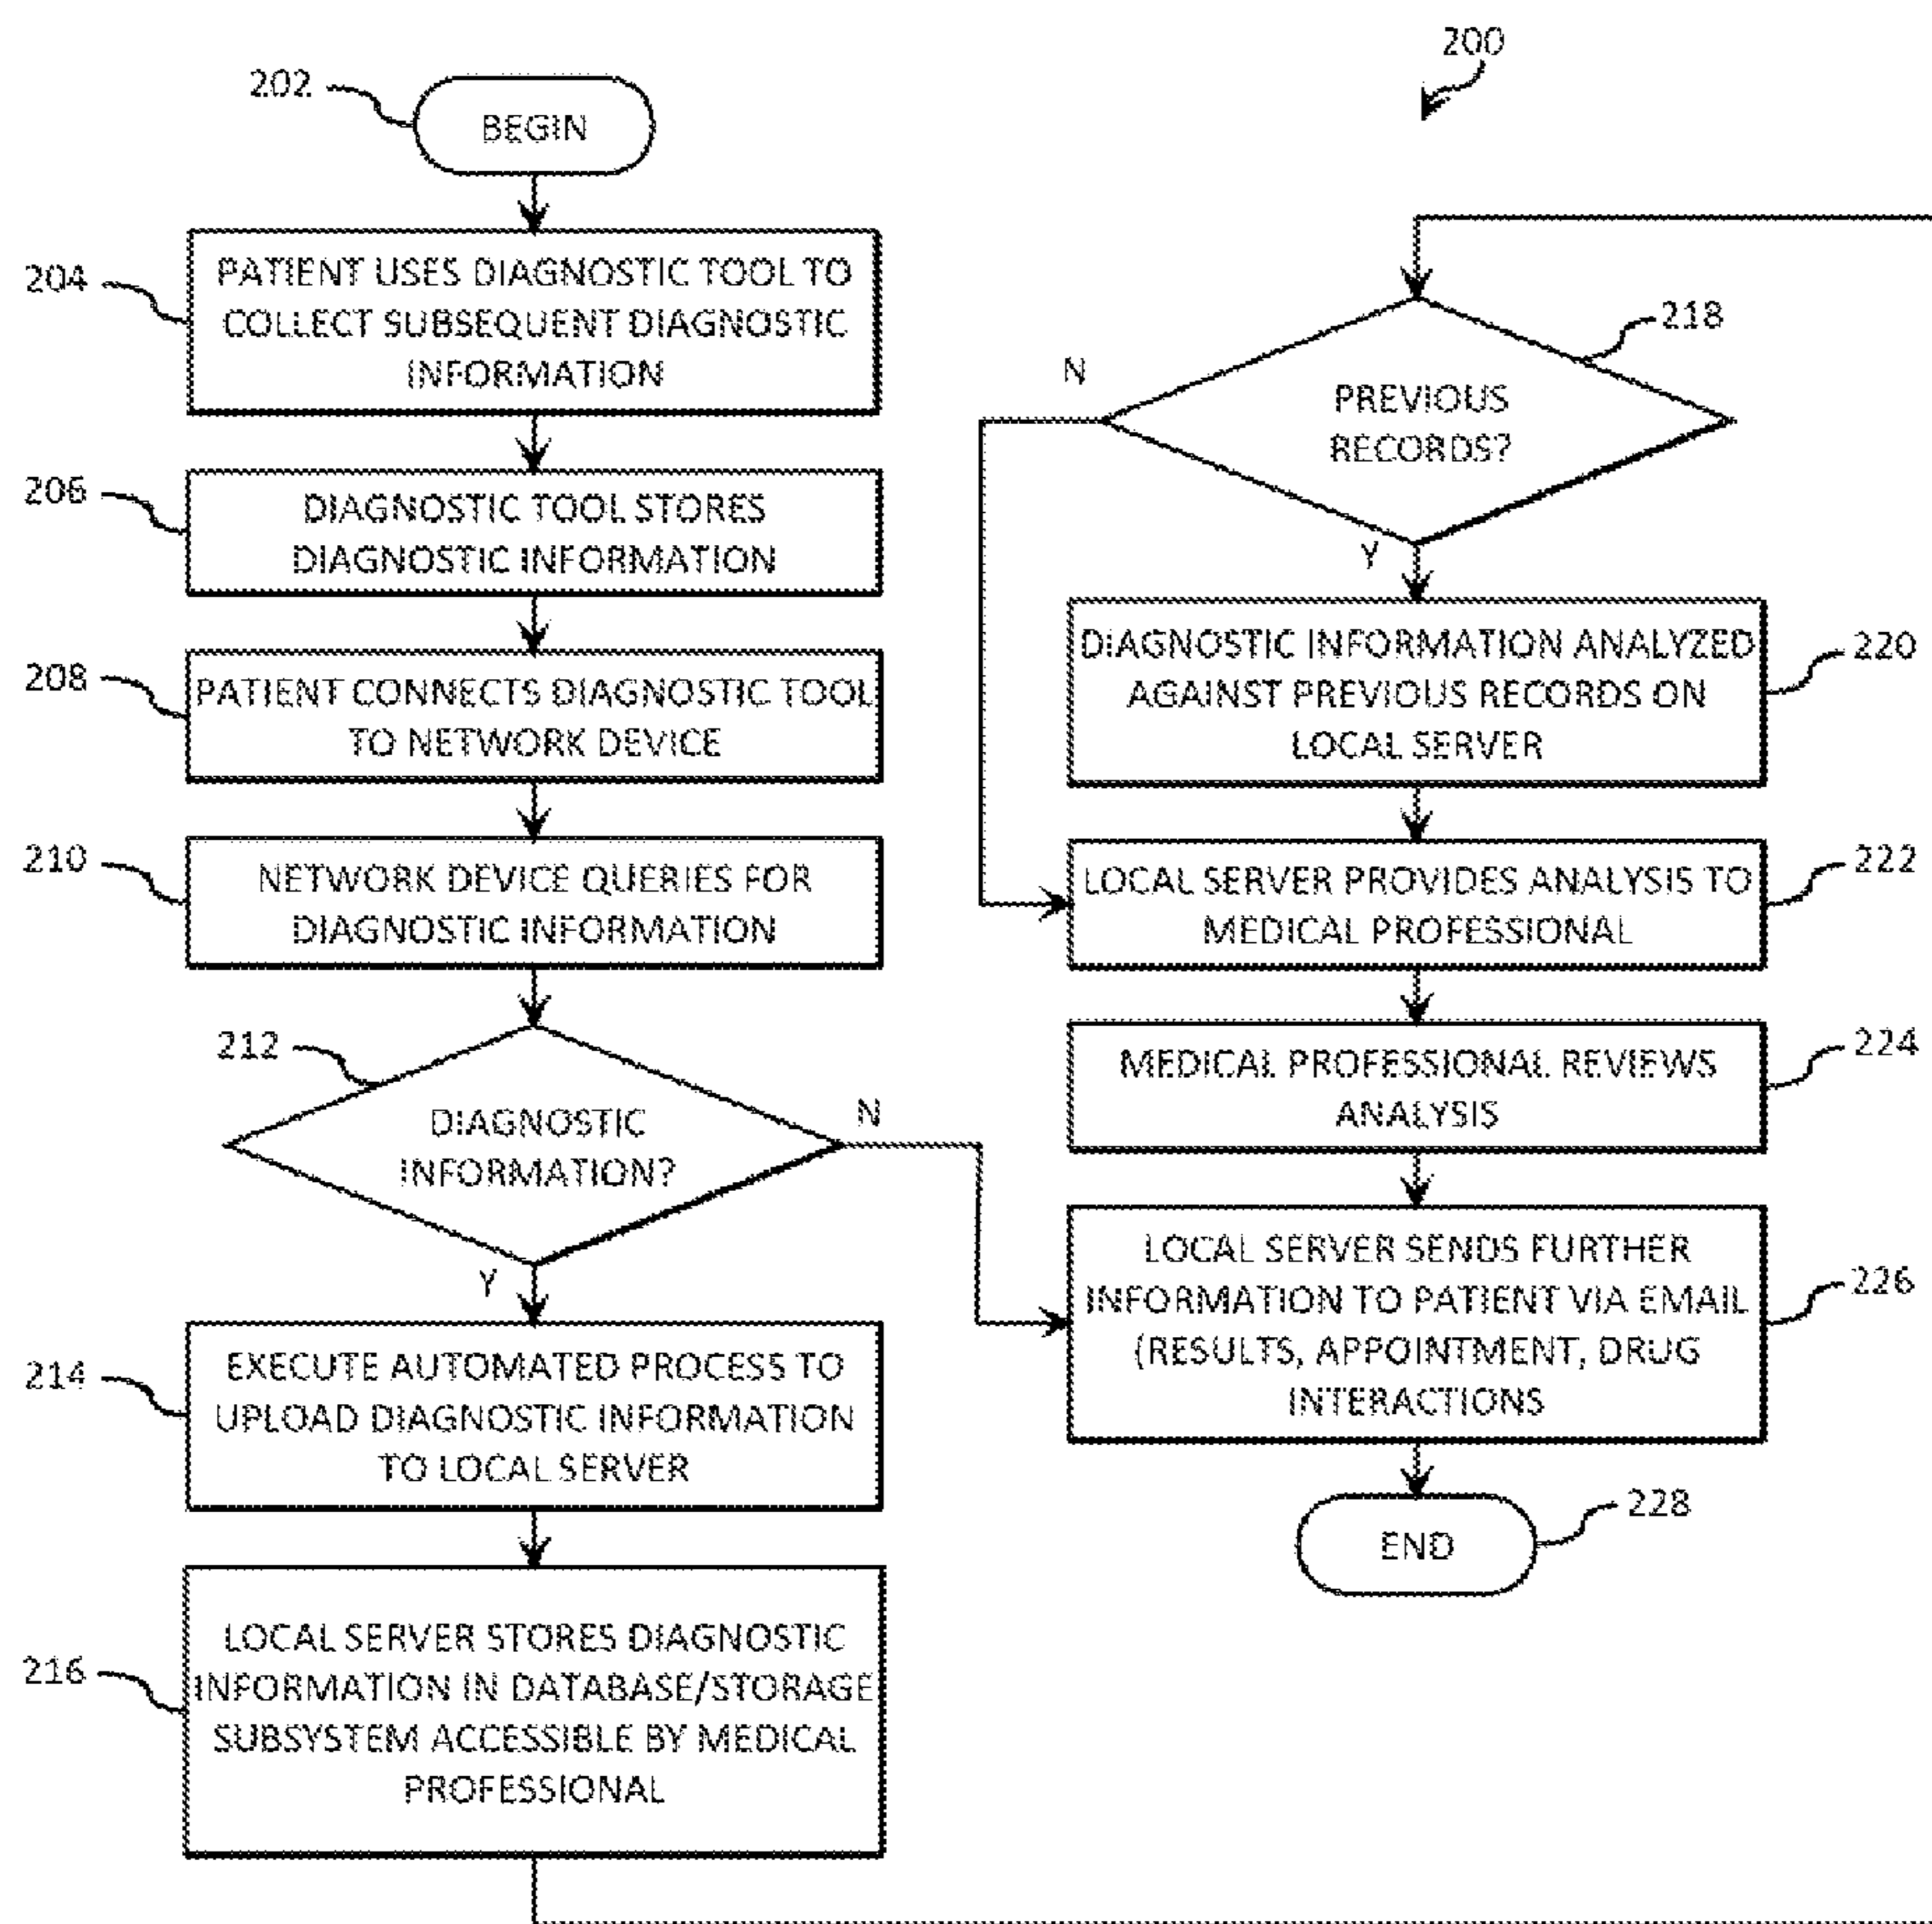 200
202
BEGIN
204
PATIENT USES DIAGNOSTIC TOOL TO
COLLECT SUBSEQUENT DIAGNOSTIC
INFORMATION
206
DIAGNOSTIC TOOL STORES
DIAGNOSTIC INFORMATION
208
PATIENT CONNECTS DIAGNOSTIC TOOL
TO NETWORK DEVICE
210
NETWORK DEVICE QUERIES FOR
DIAGNOSTIC INFORMATION
212
DIAGNOSTIC
INFORMATION?
N
Y
214
EXECUTE AUTOMATED PROCESS TO
UPLOAD DIAGNOSTIC INFORMATION
TO LOCAL SERVER
216
LOCAL SERVER STORES DIAGNOSTIC
INFORMATION IN DATABASE/STORAGE
SUBSYSTEM ACCESSIBLE BY MEDICAL
PROFESSIONAL
218
PREVIOUS
RECORDS?
N
Y
DIAGNOSTIC INFORMATION ANALYZED
AGAINST PREVIOUS RECORDS ON
LOCAL SERVER
220
LOCAL SERVER PROVIDES ANALYSIS TO
MEDICAL PROFESSIONAL
222
MEDICAL PROFESSIONAL REVIEWS
ANALYSIS
224
LOCAL SERVER SENDS FURTHER
INFORMATION TO PATIENT VIA EMAIL
(RESULTS, APPOINTMENT, DRUG
INTERACTIONS
226
END
228